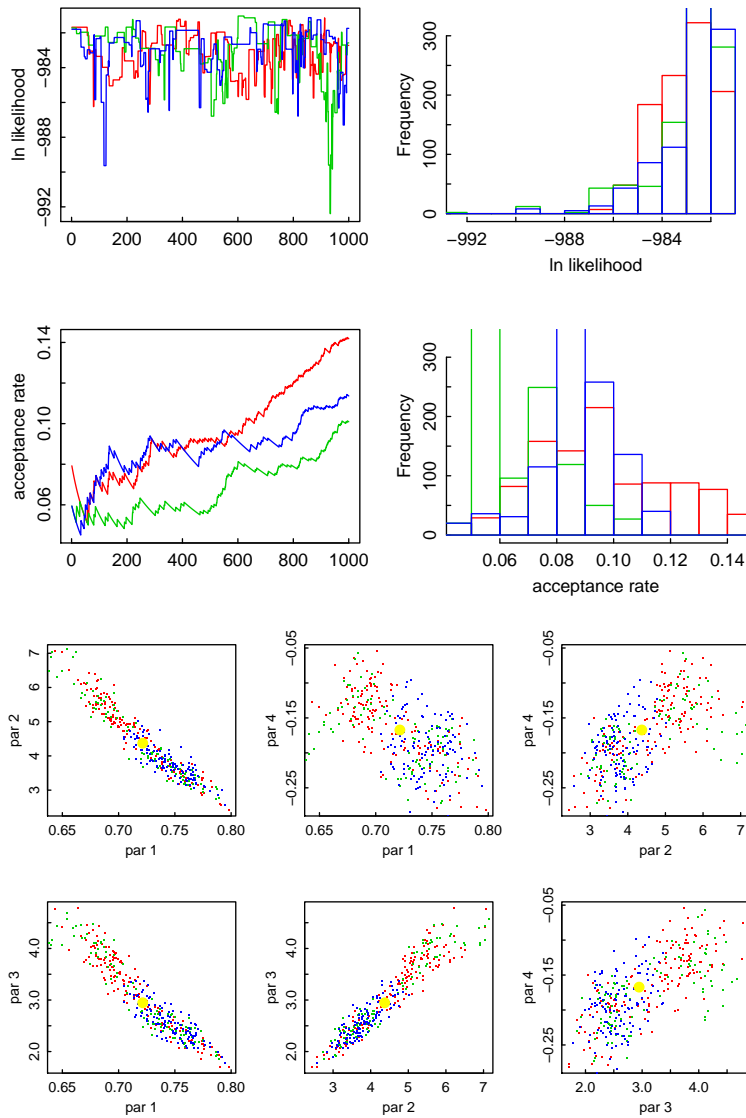 ln likelihood
−984
−988
−992
0 200 400 600 800 1000
Frequency
300
200
100
0
−992 −988 −984
ln likelihood
acceptance rate
0.14
0.10
0.06
0 200 400 600 800 1000
Frequency
300
200
100
0
0.06 0.08 0.10 0.12 0.14
acceptance rate
par 2
7
6
5
4
3
0.65 0.70 0.75 0.80
par 1
par 4
−0.05
−0.15
−0.25
0.65 0.70 0.75 0.80
par 1
par 4
−0.05
−0.15
−0.25
3 4 5 6 7
par 2
par 3
4.0
3.0
2.0
0.65 0.70 0.75 0.80
par 1
par 3
4.0
3.0
2.0
3 4 5 6 7
par 2
par 4
−0.05
−0.15
−0.25
2.0 3.0 4.0
par 3